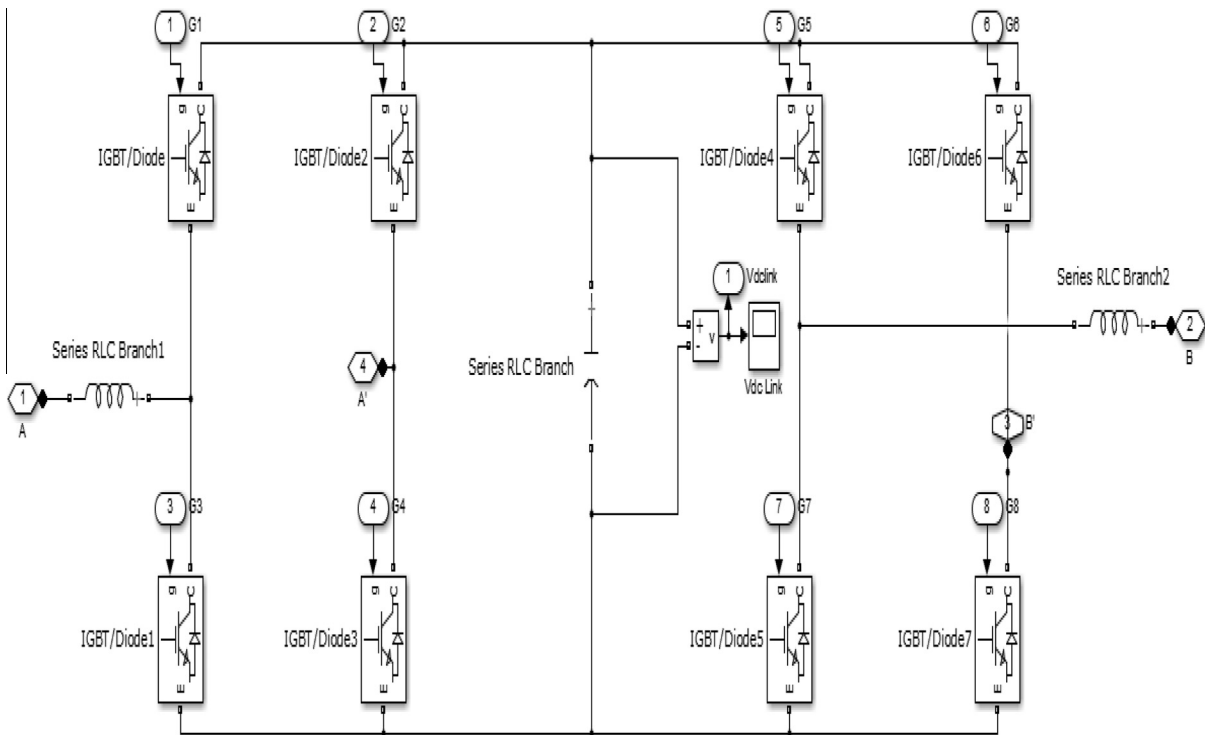 1 G1
2 G2
5 G5
6 G6
g C
g C
g C
g C
IGBT/Diode
IGBT/Diode2
IGBT/Diode4
IGBT/Diode6
E
E
E
E
1 Vdclink
Series RLC Branch2
+
+
-
v
+
2
B
Vdc Link
Series RLC Branch1
Series RLC Branch
4
A'
1
A
+
3 B'
3 G3
4 G4
7 G7
8 G8
g C
g C
g C
g C
IGBT/Diode1
IGBT/Diode3
IGBT/Diode5
IGBT/Diode7
E
E
E
E